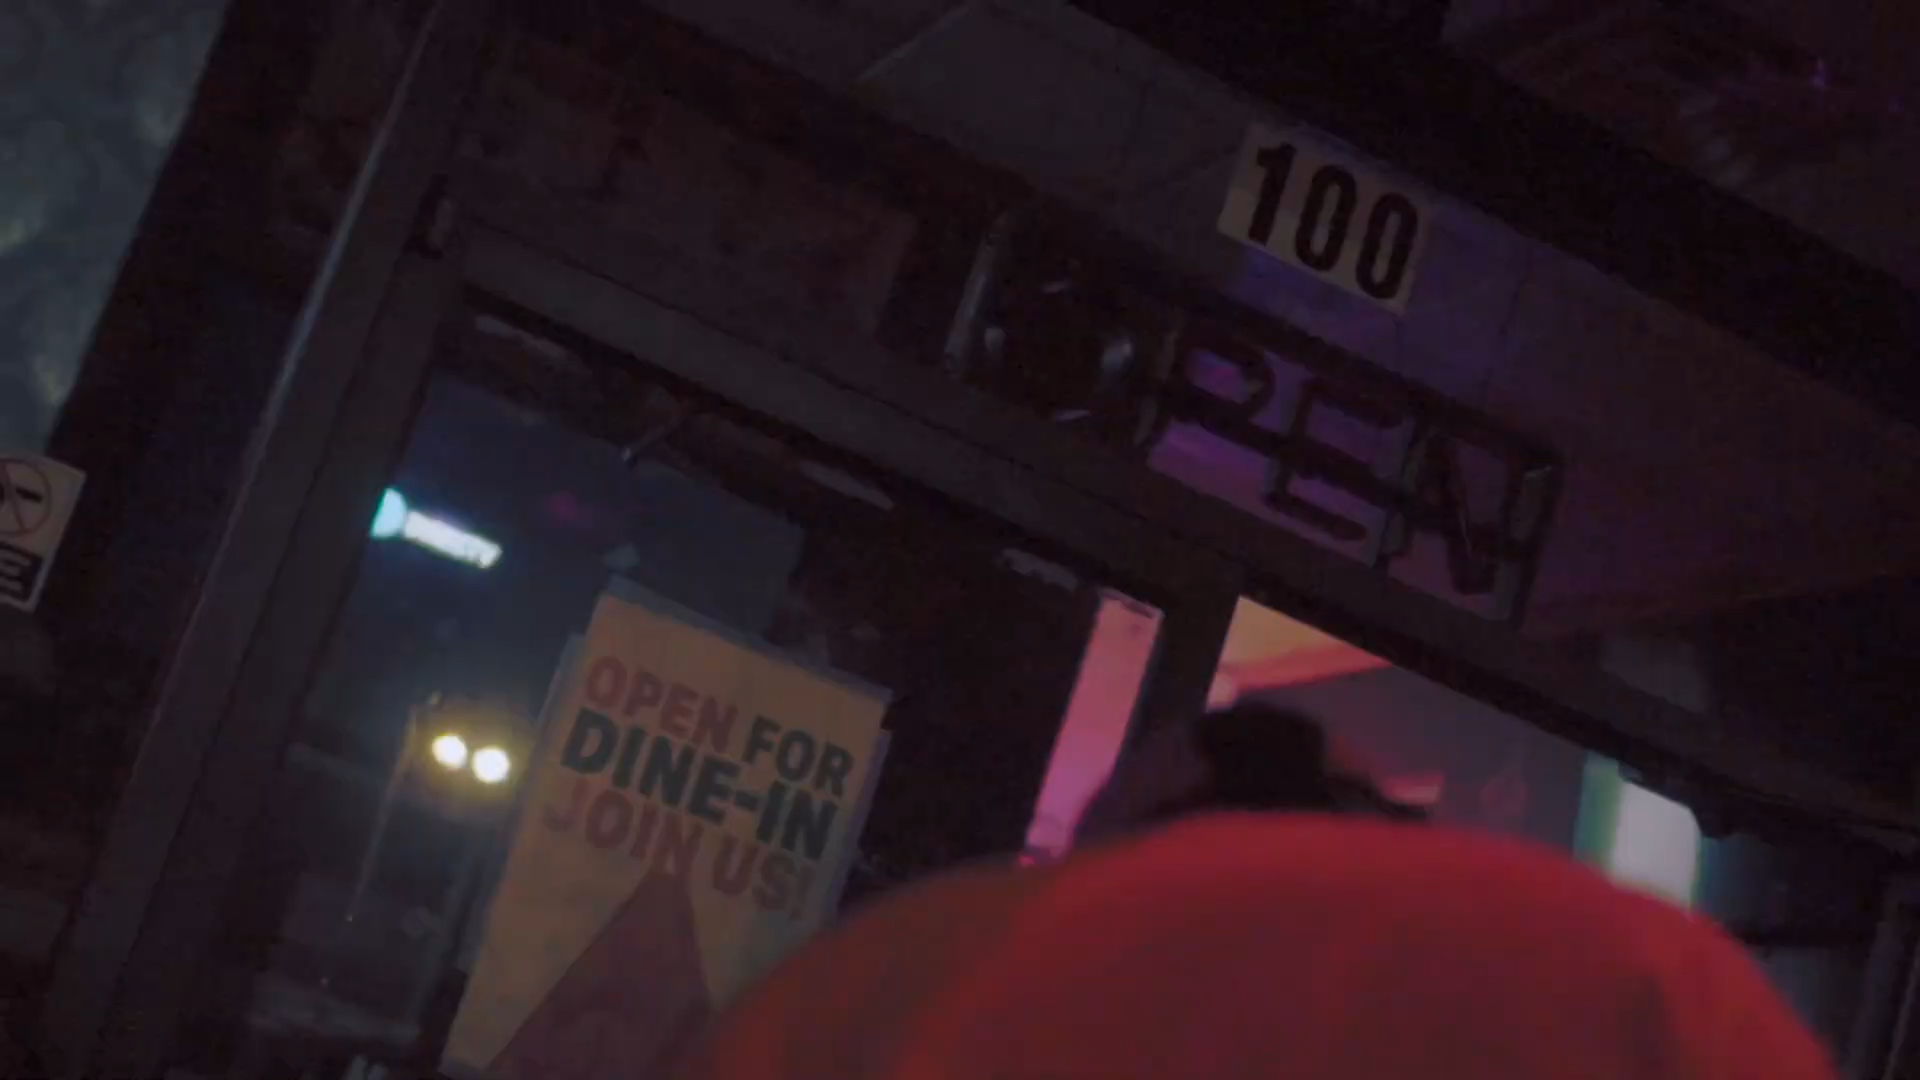 100
OPEN
OPEN FOR
DINE-IN
JOIN US!